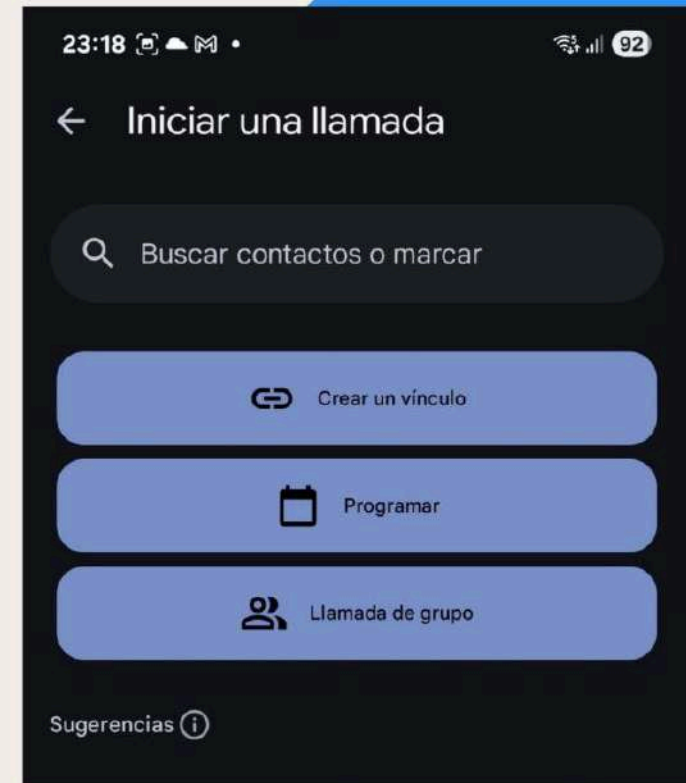 23:18 92
Iniciar una llamada
Buscar contactos o marcar
Crear un vínculo
Programar
Llamada de grupo
Sugerencias